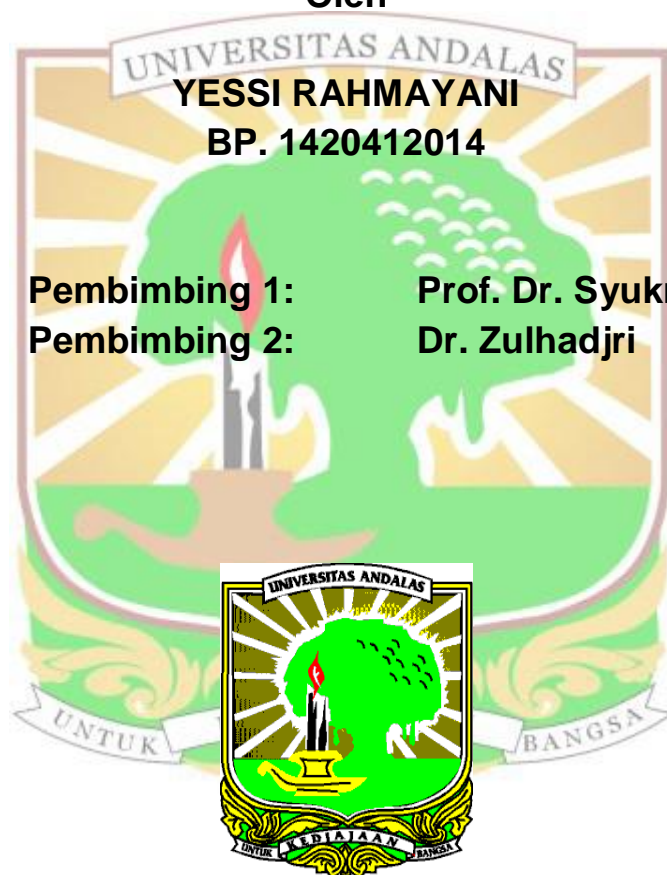 Oleh
UNIVERSITAS ANDALAS
YESSI RAHMAYANI
BP. 1420412014
Pembimbing 1: Prof. Dr. Syukr
Pembimbing 2: Dr. Zulhadjri
UNIVERSITAS ANDALAS
UNTUK BANGSA
UNTUK KEDJAJAAN BANGSA